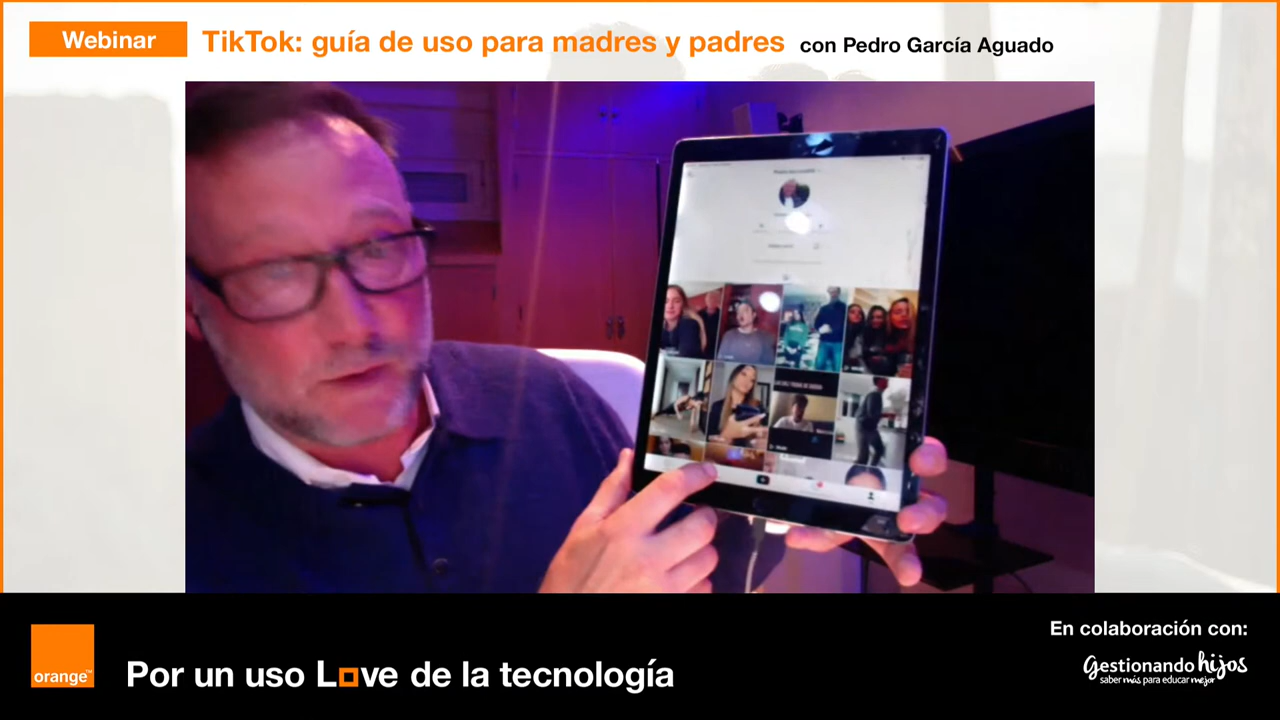 Webinar
TikTok: guía de uso para madres y padres con Pedro García Aguado
orange™
Por un uso Love de la tecnología
En colaboración con:
Gestionando hijos
saber más para educar mejor